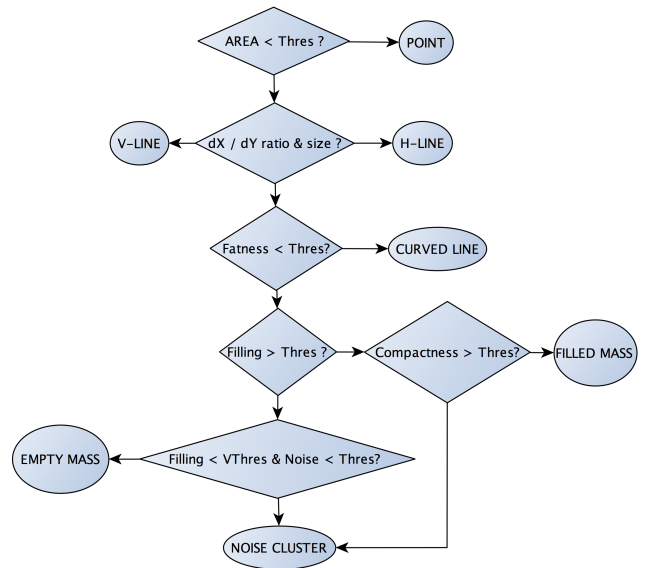 AREA < Thres ?
POINT
V-LINE
dX / dY ratio & size ?
H-LINE
Fatness < Thres?
CURVED LINE
Filling > Thres ?
Compactness > Thres?
FILLED MASS
EMPTY MASS
Filling < VThres & Noise < Thres?
NOISE CLUSTER